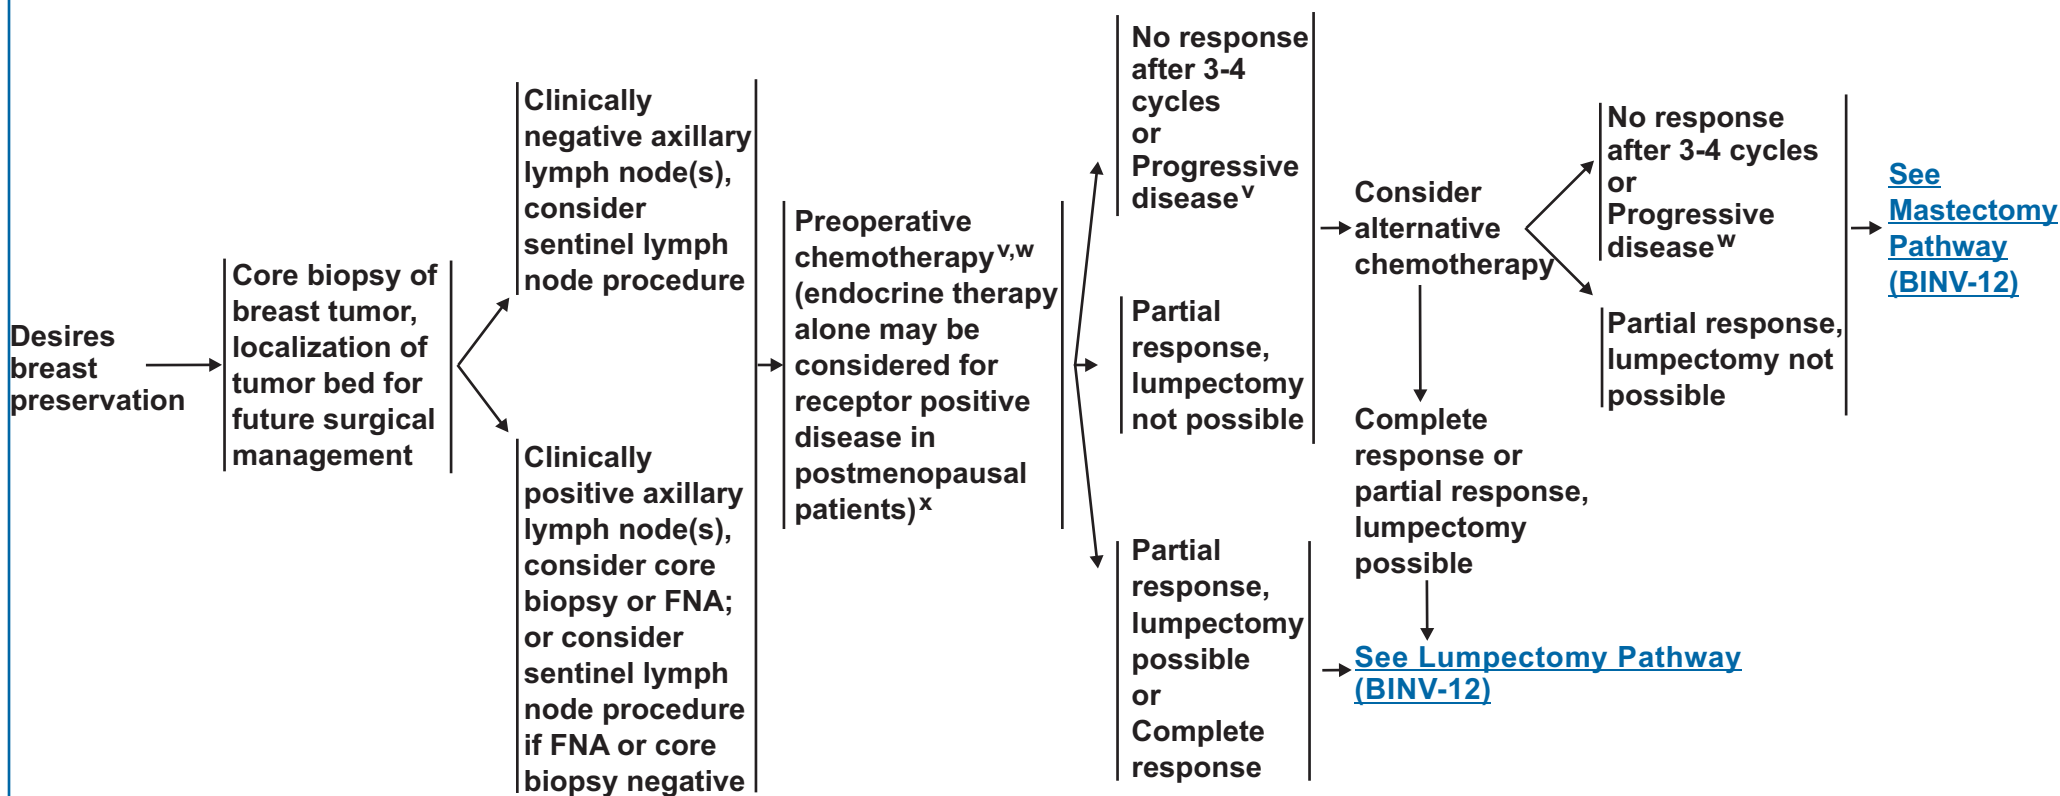 Desires
breast
preservation
Core biopsy of
breast tumor,
localization of
tumor bed for
future surgical
management
Clinically
negative axillary
lymph node(s),
consider
sentinel lymph
node procedure
Clinically
positive axillary
lymph node(s),
consider core
biopsy or FNA;
or consider
sentinel lymph
node procedure
if FNA or core
biopsy negative
Preoperative
chemotherapy v,w
(endocrine therapy
alone may be
considered for
receptor positive
disease in
postmenopausal
patients) x
No response
after 3-4
cycles
or
Progressive
disease v
Partial
response,
lumpectomy
not possible
Partial
response,
lumpectomy
possible
or
Complete
response
Consider
alternative
chemotherapy
Complete
response or
partial response,
lumpectomy
possible
See Lumpectomy Pathway
(BINV-12)
No response
after 3-4 cycles
or
Progressive
disease w
Partial response,
lumpectomy not
possible
See
Mastectomy
Pathway
(BINV-12)